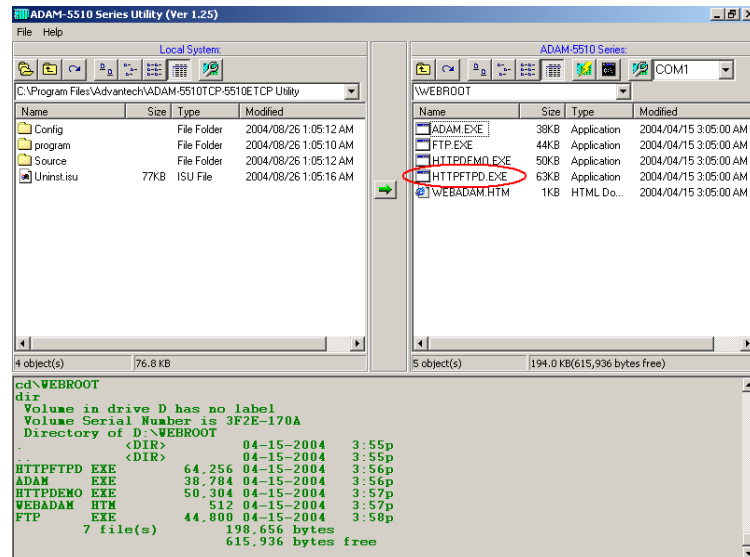 ADAM-5510 Series Utility (Ver 1.25)
File Help
Local System:
C:\Program Files\Advantech\ADAM-5510TCP-5510ETCP Utility
Name Size Type Modified
Config File Folder 2004/08/26 1:05:12 AM
program File Folder 2004/08/26 1:05:10 AM
Source File Folder 2004/08/26 1:05:12 AM
Uninst.isu 77KB ISU File 2004/08/26 1:05:16 AM
4 object(s) 76.8 KB
ADAM-5510 Series:
COM1
\WEBROOT
Name Size Type Modified
ADAM.EXE 38KB Application 2004/04/15 3:05:00 AM
FTP.EXE 44KB Application 2004/04/15 3:05:00 AM
HTTPDEMO.EXE 50KB Application 2004/04/15 3:05:00 AM
HTTPFTPD.EXE 63KB Application 2004/04/15 3:05:00 AM
WEBADAM.HTM 1KB HTML Do... 2004/04/15 3:05:00 AM
5 object(s) 194.0 KB(615,936 bytes free)
cd\WEBROOT
dir
Volume in drive D has no label
Volume Serial Number is 3F2E-170A
Directory of D:\WEBROOT
. <DIR> 04-15-2004 3:55p
.. <DIR> 04-15-2004 3:55p
HTTPFTPD EXE 64,256 04-15-2004 3:56p
ADAM EXE 38,784 04-15-2004 3:56p
HTTPDEMO EXE 50,304 04-15-2004 3:57p
WEBADAM HTM 512 04-15-2004 3:57p
FTP EXE 44,800 04-15-2004 3:58p
7 file(s) 198,656 bytes
615,936 bytes free